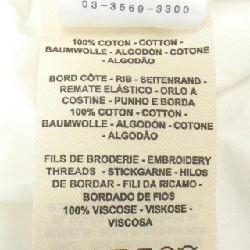 03-3569-3300
100% COTON - COTTON -
BAUMWOLLE - ALGODÓN - COTONE
- ALGODÃO
BORD CÔTE - RIB - SEITENRAND -
REMATE ELÁSTICO - ORLO A
COSTINE - PUNHO E BORDA
100% COTON - COTTON -
BAUMWOLLE - ALGODÓN - COTONE
- ALGODÃO
FILS DE BRODERIE - EMBROIDERY
THREADS - STICKGARNE - HILOS
DE BORDAR - FILI DA RICAMO -
BORDADO DE FIOS
100% VISCOSE - VISKOSE -
VISCOSA